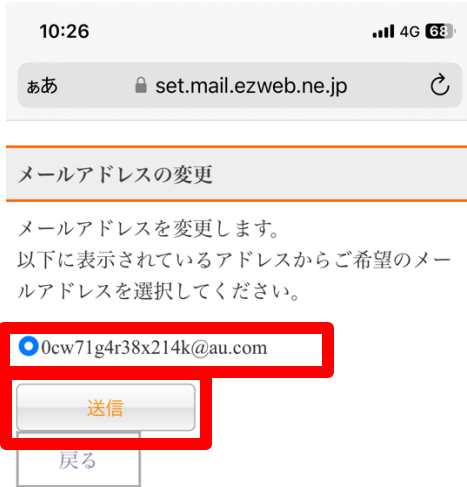 10:26
4G 68
ぁあ set.mail.ezweb.ne.jp
メールアドレスの変更
メールアドレスを変更します。
以下に表示されているアドレスからご希望のメー
ルアドレスを選択してください。
0cw71g4r38x214k@au.com
送信
戻る